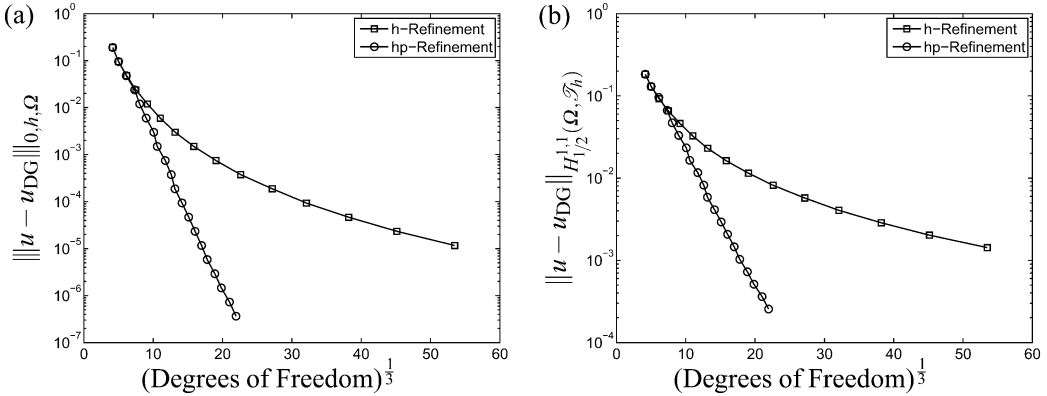 (a)
10^0
10^-1
10^-2
10^-3
10^-4
10^-5
10^-6
10^-7
|||u − u_DG|||_0,h,Ω
h−Refinement
hp−Refinement
0 10 20 30 40 50 60
(Degrees of Freedom)^1/3
(b)
10^0
10^-1
10^-2
10^-3
10^-4
||u − u_DG||_H^1,1_1/2(Ω,𝒯_h)
h−Refinement
hp−Refinement
0 10 20 30 40 50 60
(Degrees of Freedom)^1/3